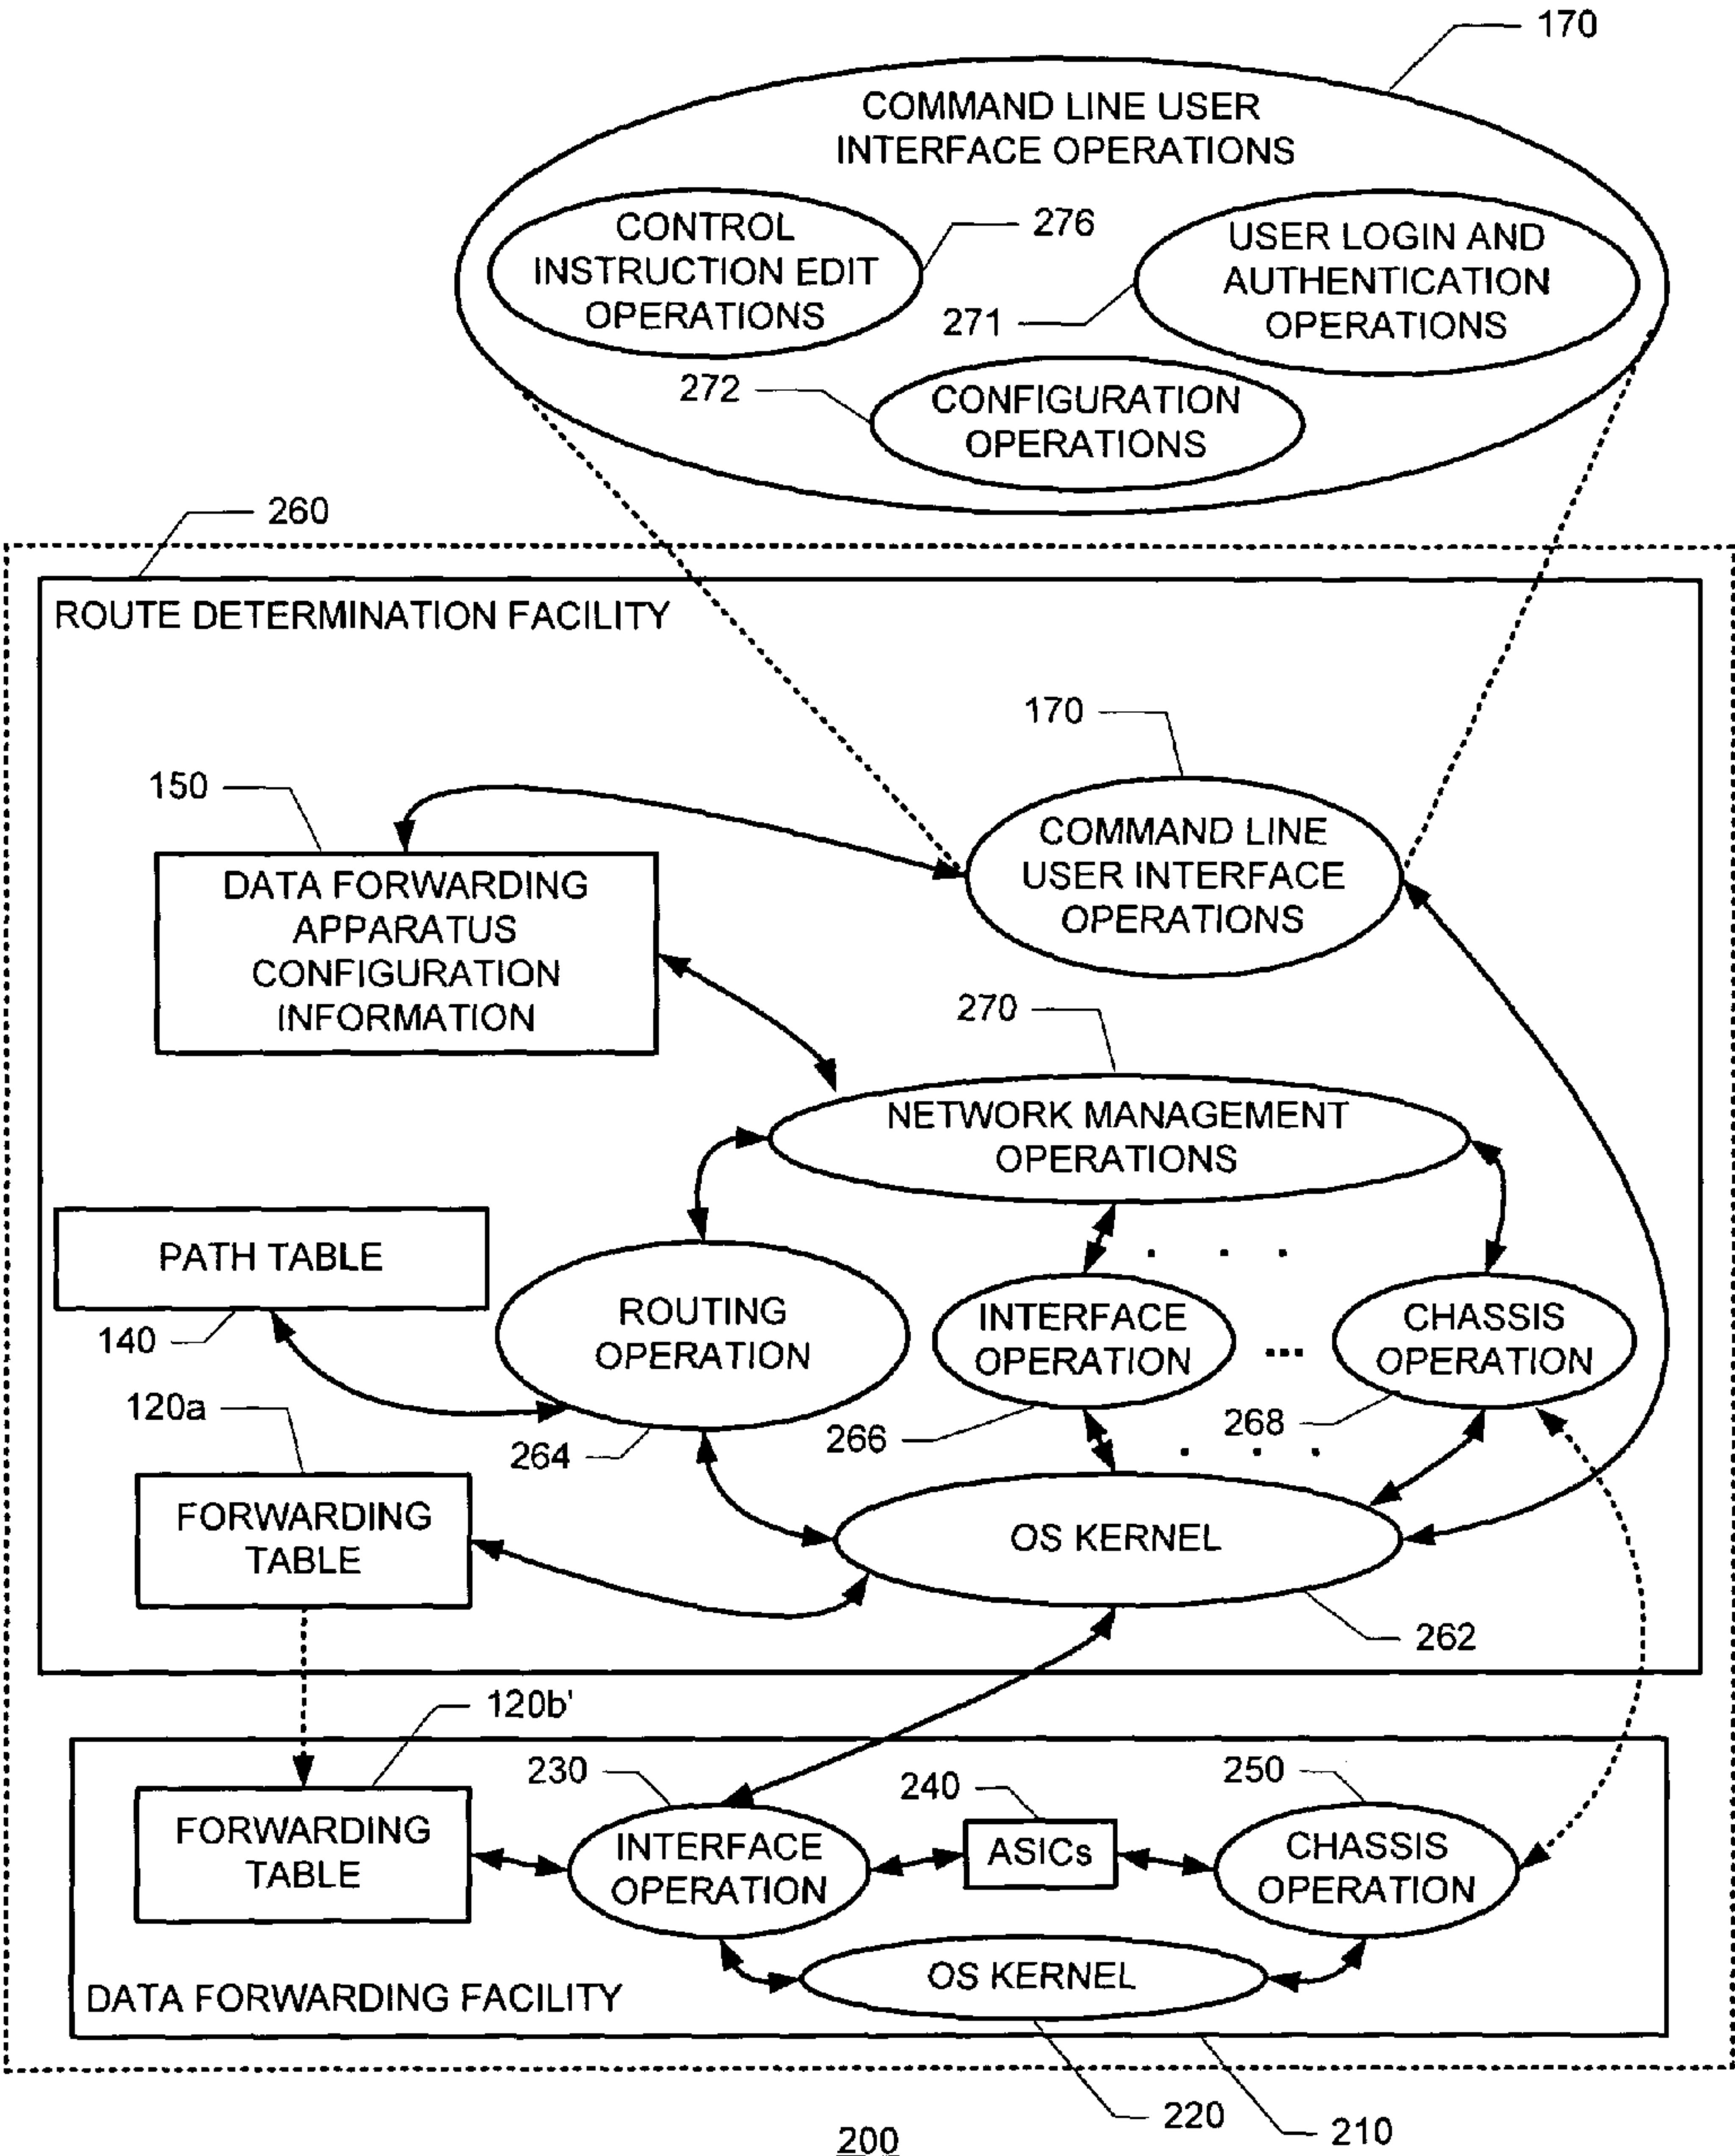 170
COMMAND LINE USER
INTERFACE OPERATIONS
CONTROL
INSTRUCTION EDIT
OPERATIONS
276
USER LOGIN AND
AUTHENTICATION
OPERATIONS
271
272
CONFIGURATION
OPERATIONS
260
ROUTE DETERMINATION FACILITY
170
150
COMMAND LINE
USER INTERFACE
OPERATIONS
DATA FORWARDING
APPARATUS
CONFIGURATION
INFORMATION
270
NETWORK MANAGEMENT
OPERATIONS
. . .
PATH TABLE
140
ROUTING
OPERATION
264
INTERFACE
OPERATION
266
...
CHASSIS
OPERATION
268
. . .
120a
FORWARDING
TABLE
OS KERNEL
262
120b'
FORWARDING
TABLE
230
INTERFACE
OPERATION
240
ASICs
250
CHASSIS
OPERATION
OS KERNEL
DATA FORWARDING FACILITY
220
210
200